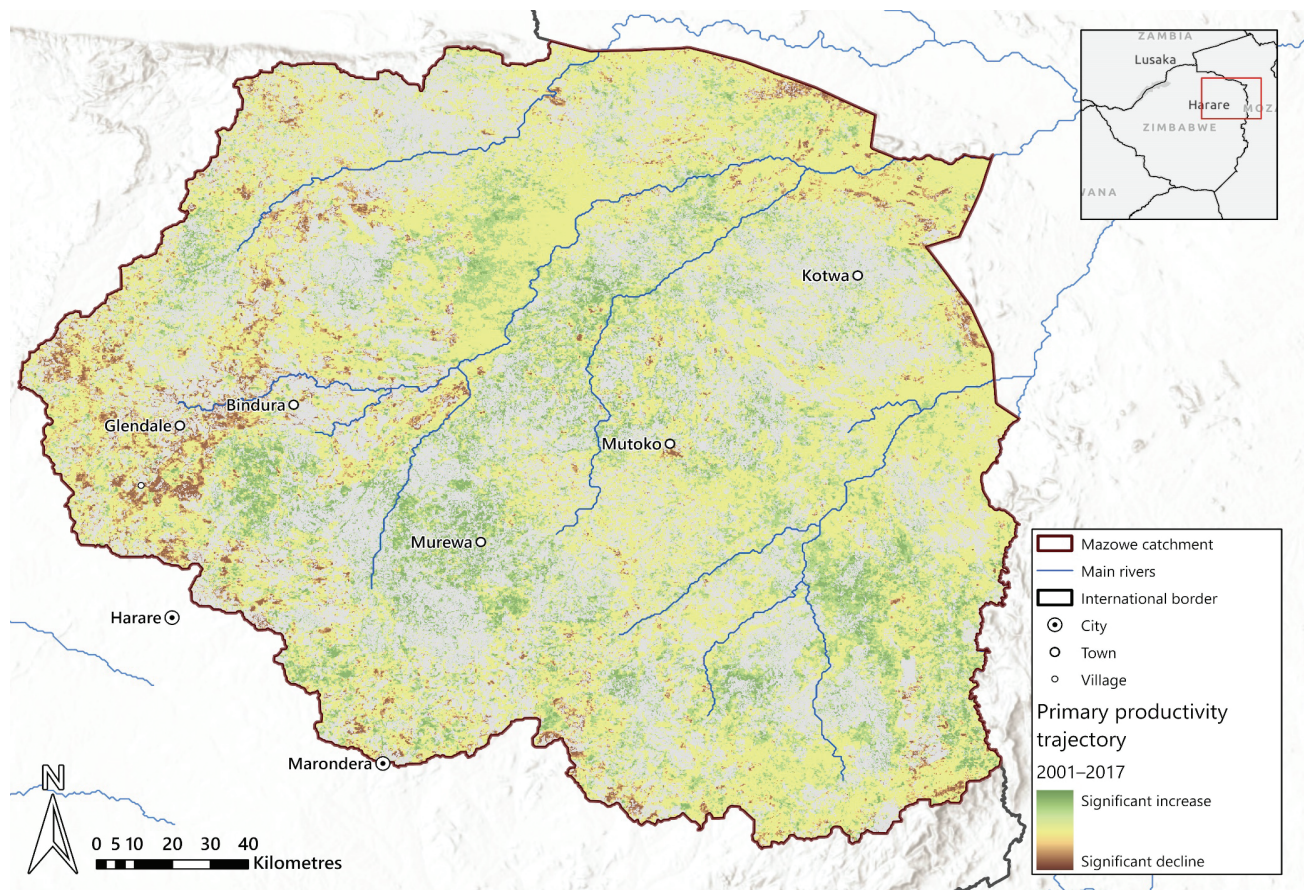 ZAMBIA
Lusaka
Harare
MOZA
ZIMBABWE
WANA
Kotwa
Bindura
Glendale
Mutoko
Murewa
Harare
Marondera
Mazowe catchment
Main rivers
International border
City
Town
Village
Primary productivity
trajectory
2001–2017
Significant increase
Significant decline
N
0 5 10 20 30 40
Kilometres